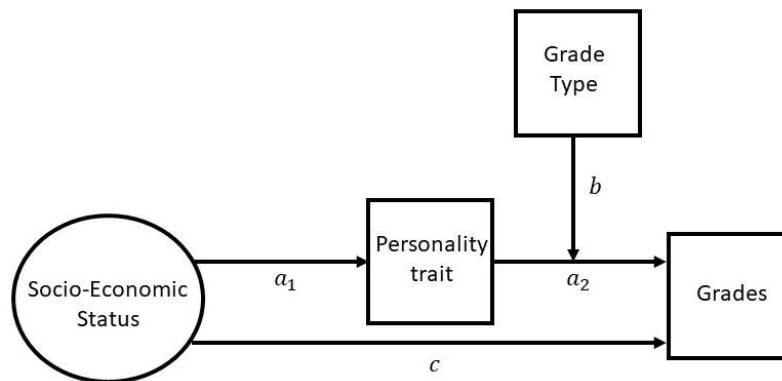 Grade
Type
b
Personality
trait
a₁
a₂
Socio-Economic
Status
Grades
c